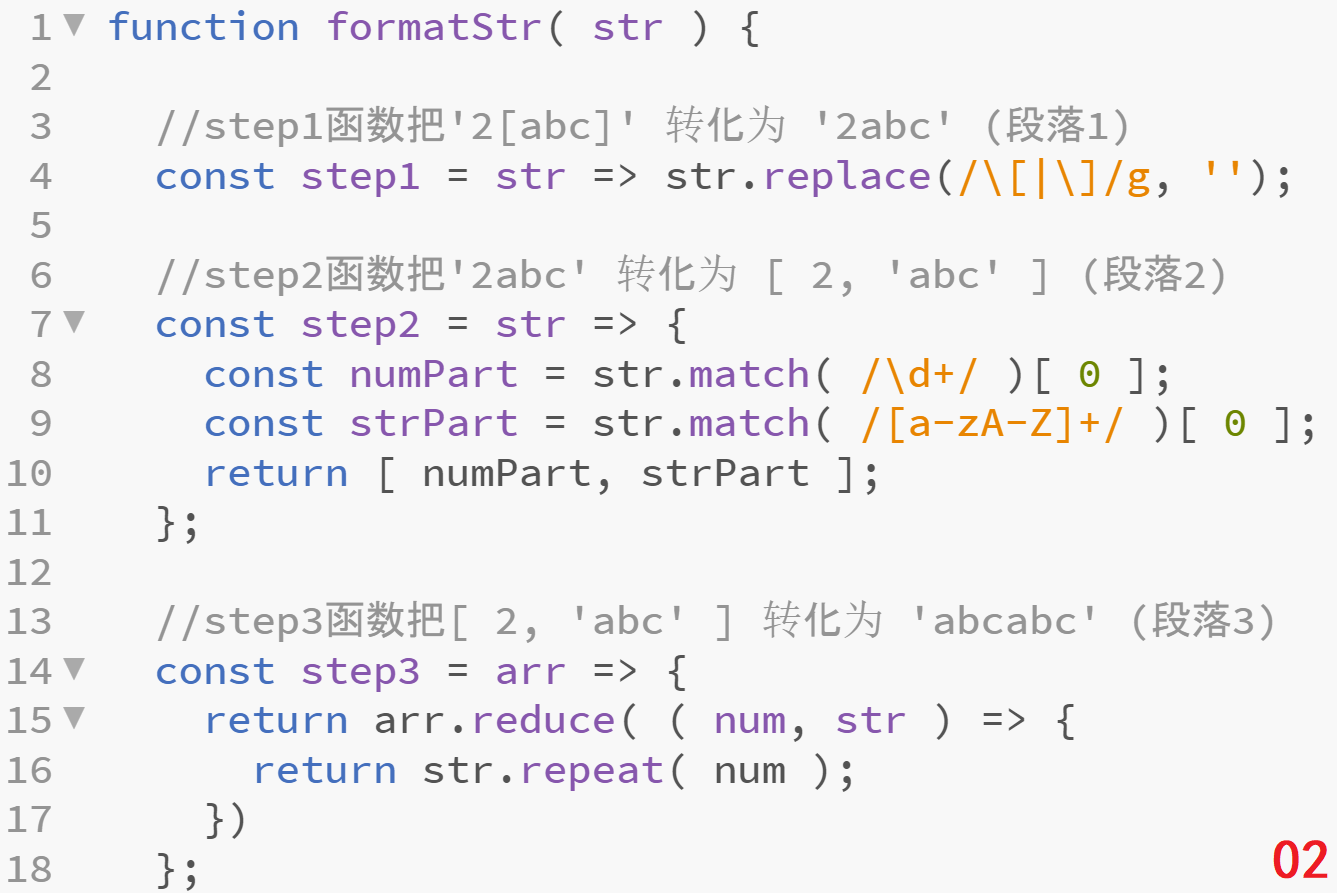 1 function formatStr( str ) {
2
3 //step1函数把'2[abc]' 转化为 '2abc' (段落1)
4 const step1 = str => str.replace(/\[|\]/g, '');
5
6 //step2函数把'2abc' 转化为 [ 2, 'abc' ] (段落2)
7 const step2 = str => {
8 const numPart = str.match( /\d+/ )[ 0 ];
9 const strPart = str.match( /[a-zA-Z]+/ )[ 0 ];
10 return [ numPart, strPart ];
11 };
12
13 //step3函数把[ 2, 'abc' ] 转化为 'abcabc' (段落3)
14 const step3 = arr => {
15 return arr.reduce( ( num, str ) => {
16 return str.repeat( num );
17 })
18 };
02